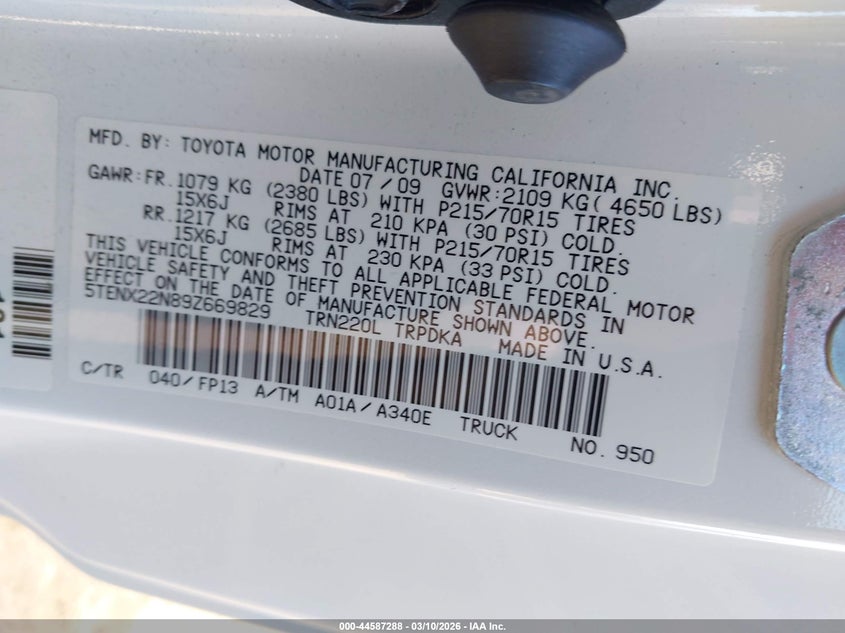 MFD. BY: TOYOTA MOTOR MANUFACTURING CALIFORNIA INC.
DATE 07/09 GVWR:2109 KG( 4650 LBS)
GAWR:FR.1079 KG (2380 LBS) WITH P215/70R15 TIRES
15X6J RIMS AT 210 KPA (30 PSI) COLD.
RR.1217 KG (2685 LBS) WITH P215/70R15 TIRES
15X6J RIMS AT 230 KPA (33 PSI) COLD.
THIS VEHICLE CONFORMS TO ALL APPLICABLE FEDERAL MOTOR
VEHICLE SAFETY AND THEFT PREVENTION STANDARDS IN
EFFECT ON THE DATE OF MANUFACTURE SHOWN ABOVE.
5TENX22N89Z669829 TRN220L TRPDKA MADE IN U.S.A.
C/TR 040/FP13 A/TM A01A/A340E TRUCK NO. 950
000-44587288 - 03/10/2026 - IAA Inc.